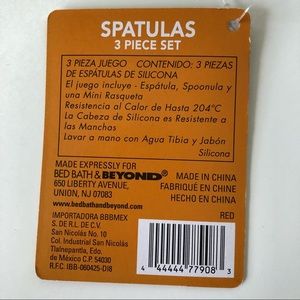 SPATULAS
3 PIECE SET
3 PIEZA JUEGO CONTENIDO: 3 PIEZAS
DE ESPÁTULAS DE SILICONA
El juego incluye - Espátula, Spoonula y
una Mini Rasqueta
Resistencia al Calor de Hasta 204°C
La Cabeza de Silicona es Resistente a
las Manchas
Lavar a mano con Agua Tibia y Jabón
Silicona
MADE EXPRESSLY FOR
BED BATH & BEYOND®
650 LIBERTY AVENUE,
UNION, NJ 07083
www.bedbathandbeyond.com
MADE IN CHINA
FABRIQUÉ EN CHINE
HECHO EN CHINA
IMPORTADORA BBBMEX
S. DE R.L. DE C.V.
San Nicolás No. 10
Col. Industrial San Nicolás
Tlalnepantla, Edo.
de México C.P. 54030
R.F.C. IBB-060425-DI8
RED
4 44444 77908 3